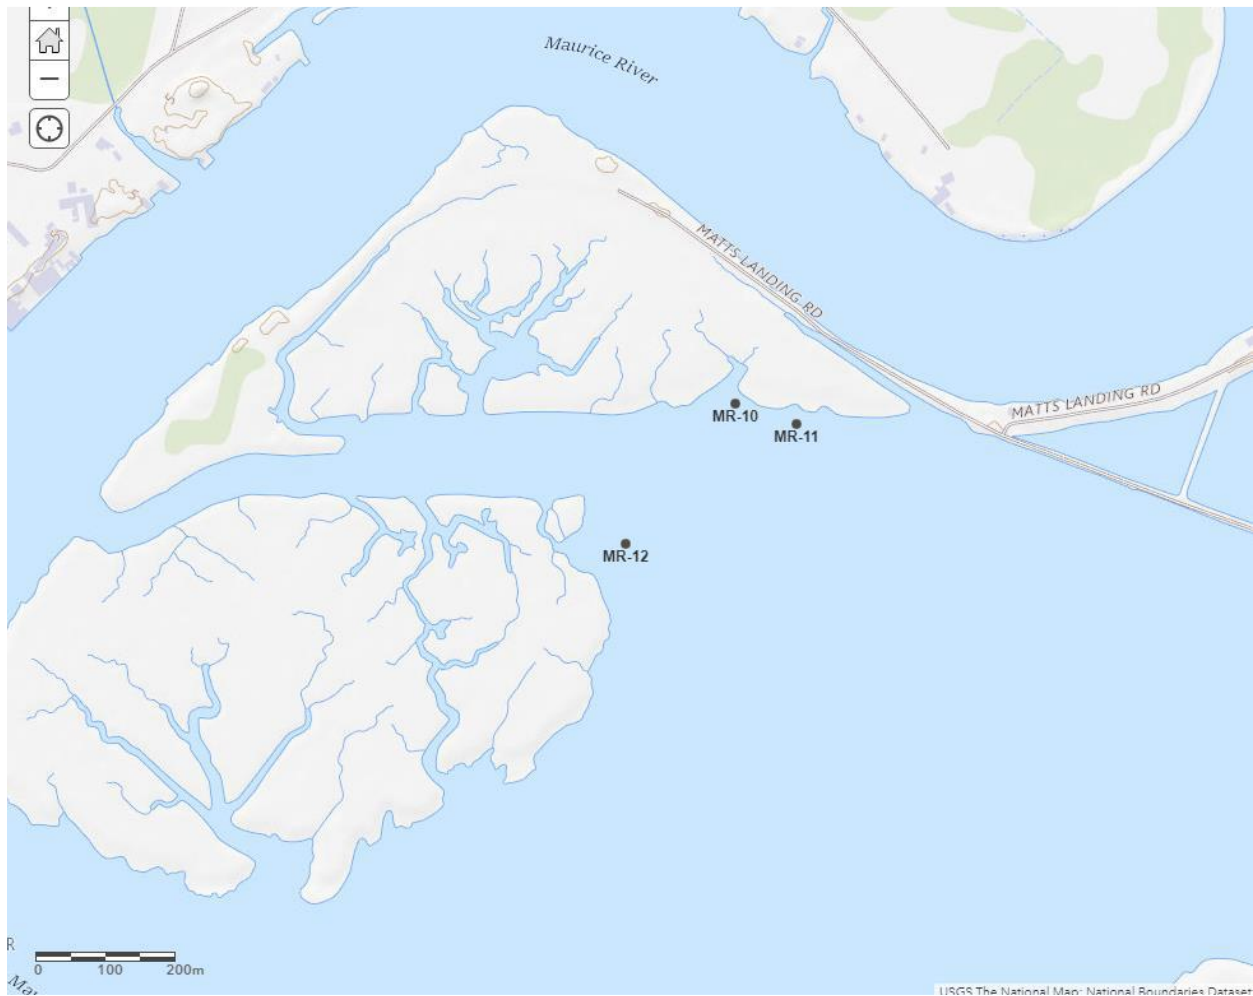 Maurice River
MATTS LANDING RD
MATTS LANDING RD
MR-10
MR-11
MR-12
R
0 100 200m
USGS The National Map: National Boundaries Dataset